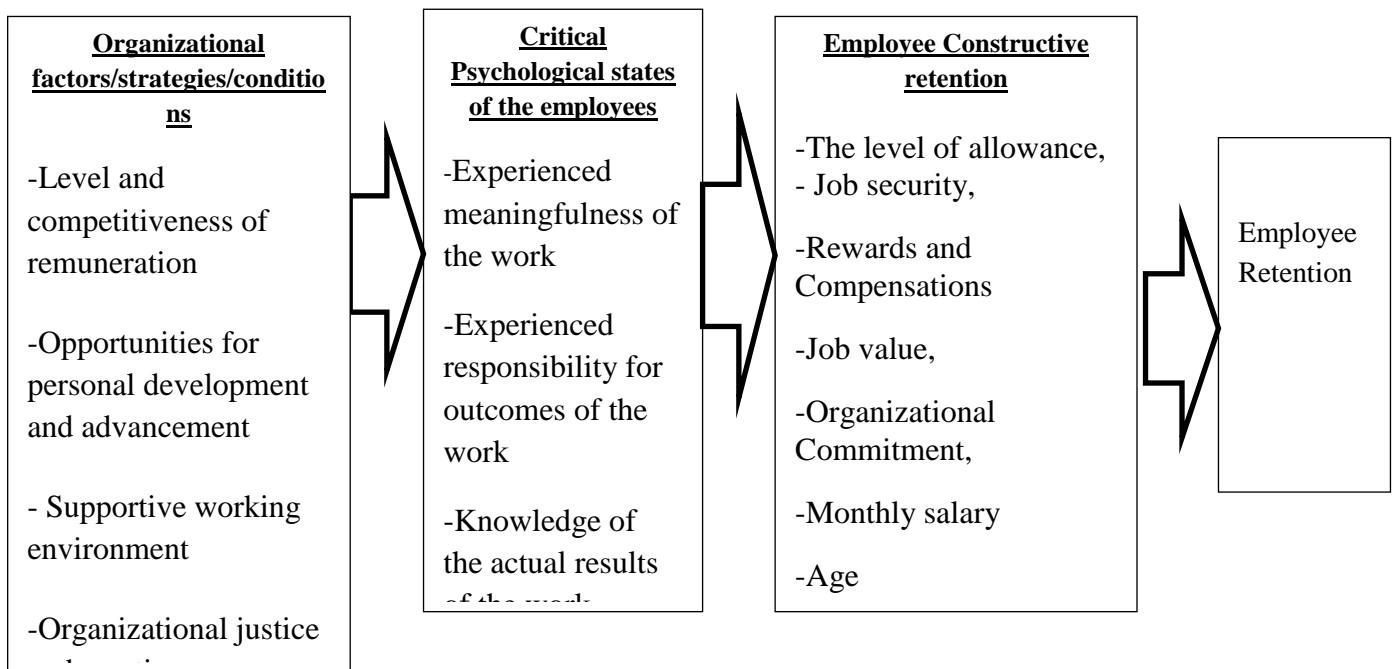 Organizational
factors/strategies/conditio
ns
-Level and
competitiveness of
remuneration
-Opportunities for
personal development
and advancement
- Supportive working
environment
-Organizational justice
Critical
Psychological states
of the employees
-Experienced
meaningfulness of
the work
-Experienced
responsibility for
outcomes of the
work
-Knowledge of
the actual results
of the work
Employee Constructive
retention
-The level of allowance,
- Job security,
-Rewards and
Compensations
-Job value,
-Organizational
Commitment,
-Monthly salary
-Age
Employee
Retention